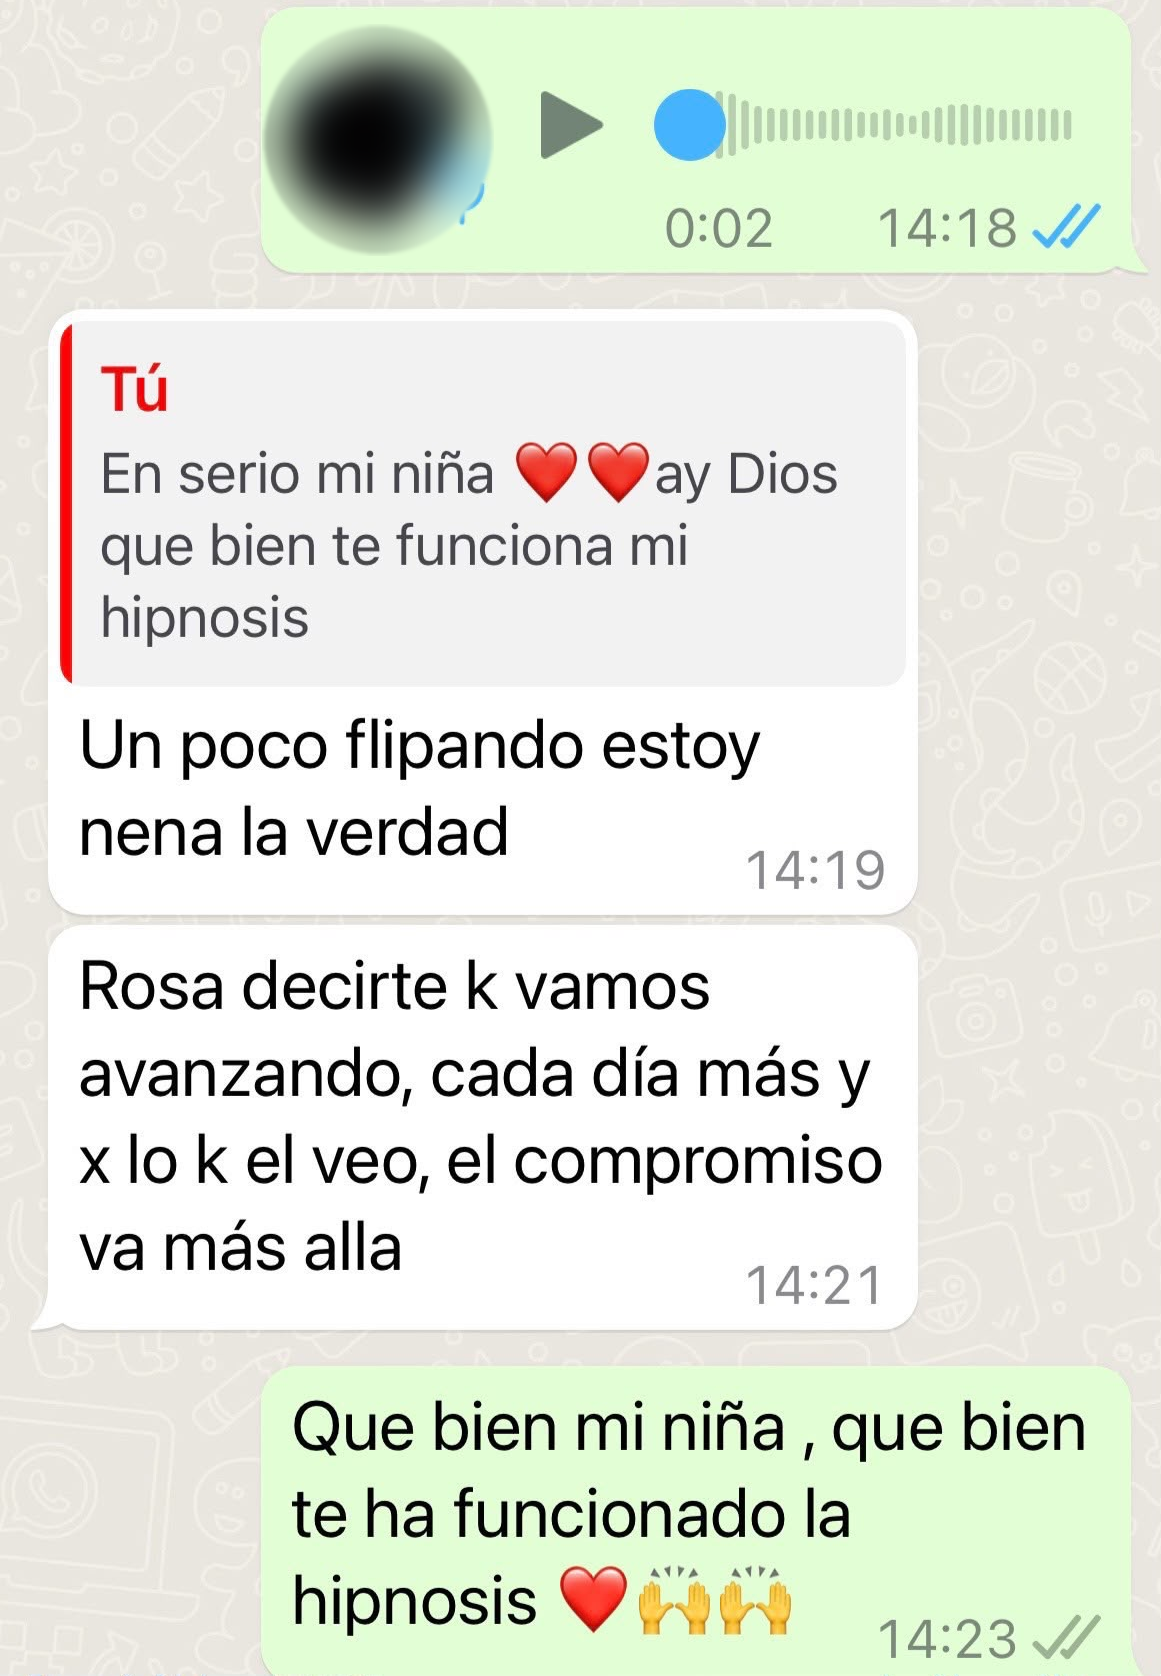 0:02 14:18
Tú
En serio mi niña ❤️❤️ay Dios
que bien te funciona mi
hipnosis
Un poco flipando estoy
nena la verdad
14:19
Rosa decirte k vamos
avanzando, cada día más y
x lo k el veo, el compromiso
va más alla
14:21
Que bien mi niña , que bien
te ha funcionado la
hipnosis ❤️🙌🙌
14:23